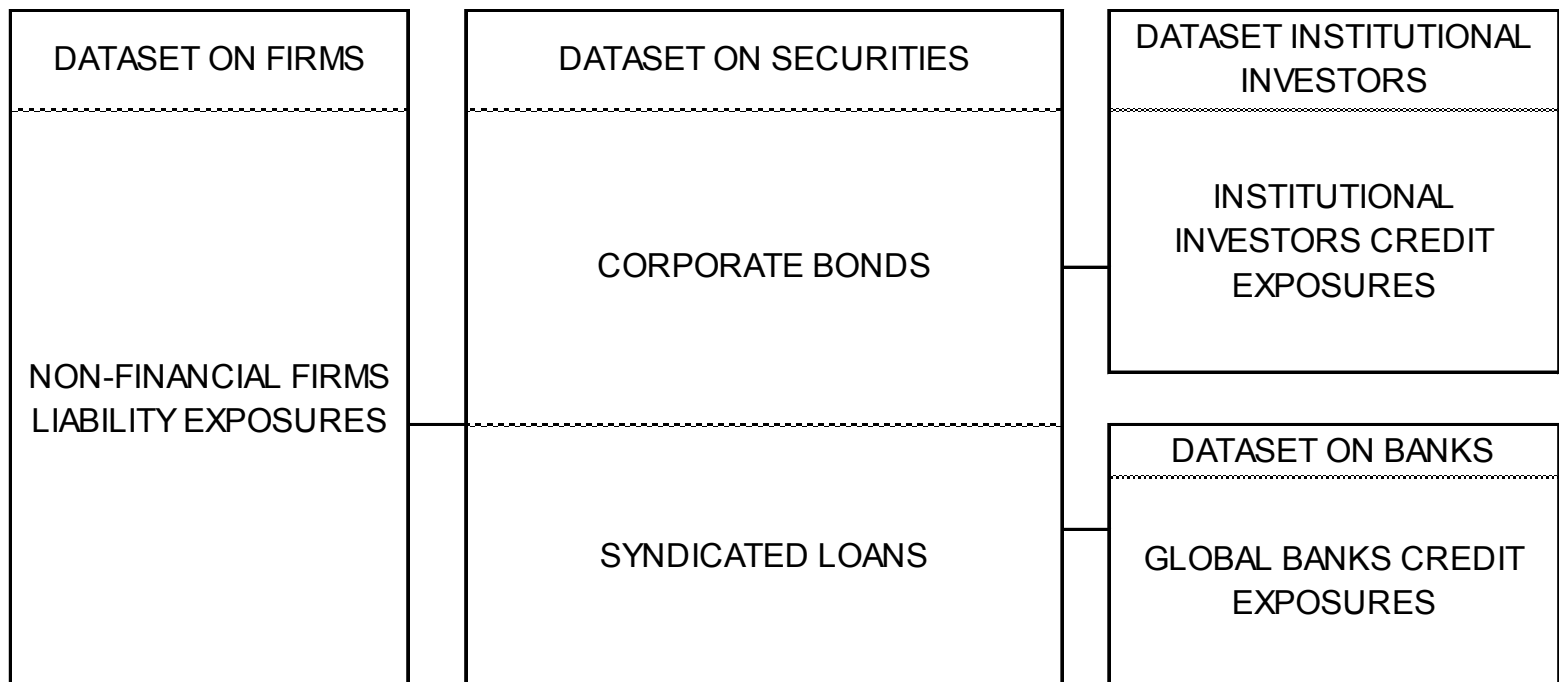 DATASET ON FIRMS
NON-FINANCIAL FIRMS
LIABILITY EXPOSURES
DATASET ON SECURITIES
CORPORATE BONDS
SYNDICATED LOANS
DATASET INSTITUTIONAL
INVESTORS
INSTITUTIONAL
INVESTORS CREDIT
EXPOSURES
DATASET ON BANKS
GLOBAL BANKS CREDIT
EXPOSURES